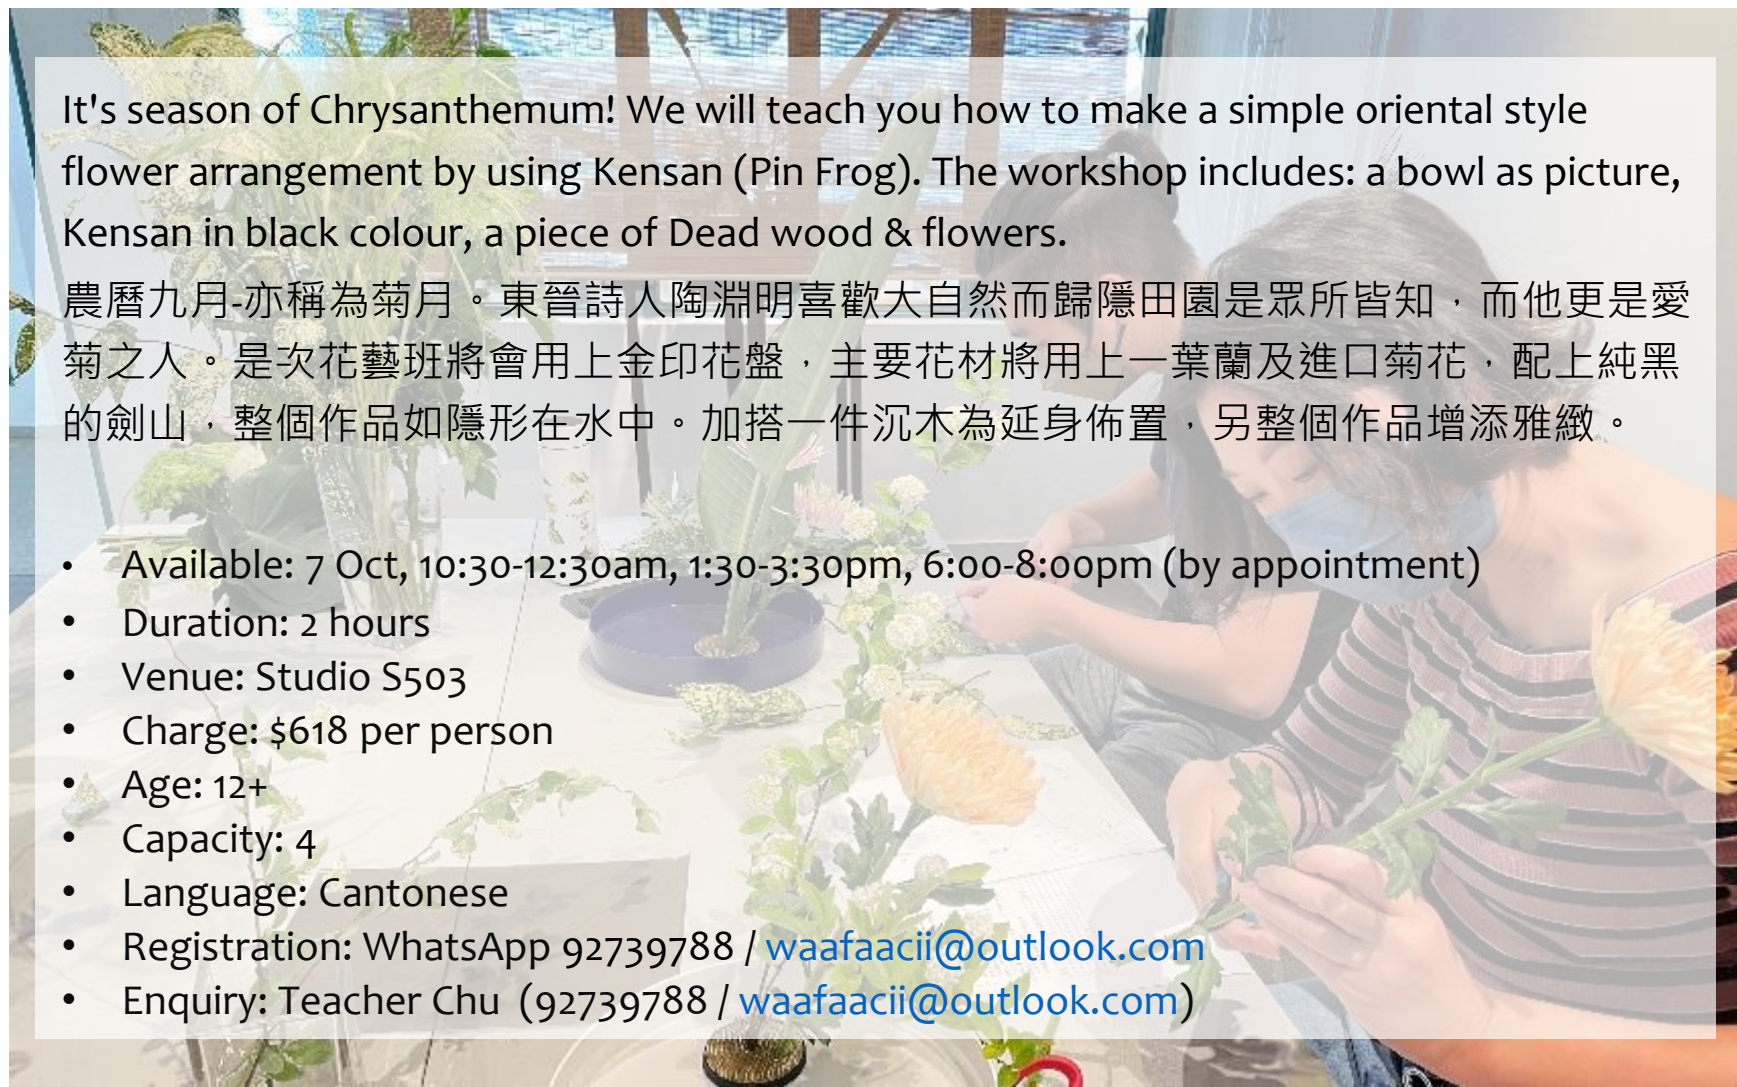 It's season of Chrysanthemum! We will teach you how to make a simple oriental style
flower arrangement by using Kensan (Pin Frog). The workshop includes: a bowl as picture,
Kensan in black colour, a piece of Dead wood & flowers.
農曆九月-亦稱為菊月。東晉詩人陶淵明喜歡大自然而歸隱田園是眾所皆知，而他更是愛
菊之人。是次花藝班將會用上金印花盤，主要花材將用上一葉蘭及進口菊花，配上純黑
的劍山，整個作品如隱形在水中。加搭一件沉木為延身佈置，另整個作品增添雅緻。
• Available: 7 Oct, 10:30-12:30am, 1:30-3:30pm, 6:00-8:00pm (by appointment)
• Duration: 2 hours
• Venue: Studio S503
• Charge: $618 per person
• Age: 12+
• Capacity: 4
• Language: Cantonese
• Registration: WhatsApp 92739788 / waafaacii@outlook.com
• Enquiry: Teacher Chu (92739788 / waafaacii@outlook.com)